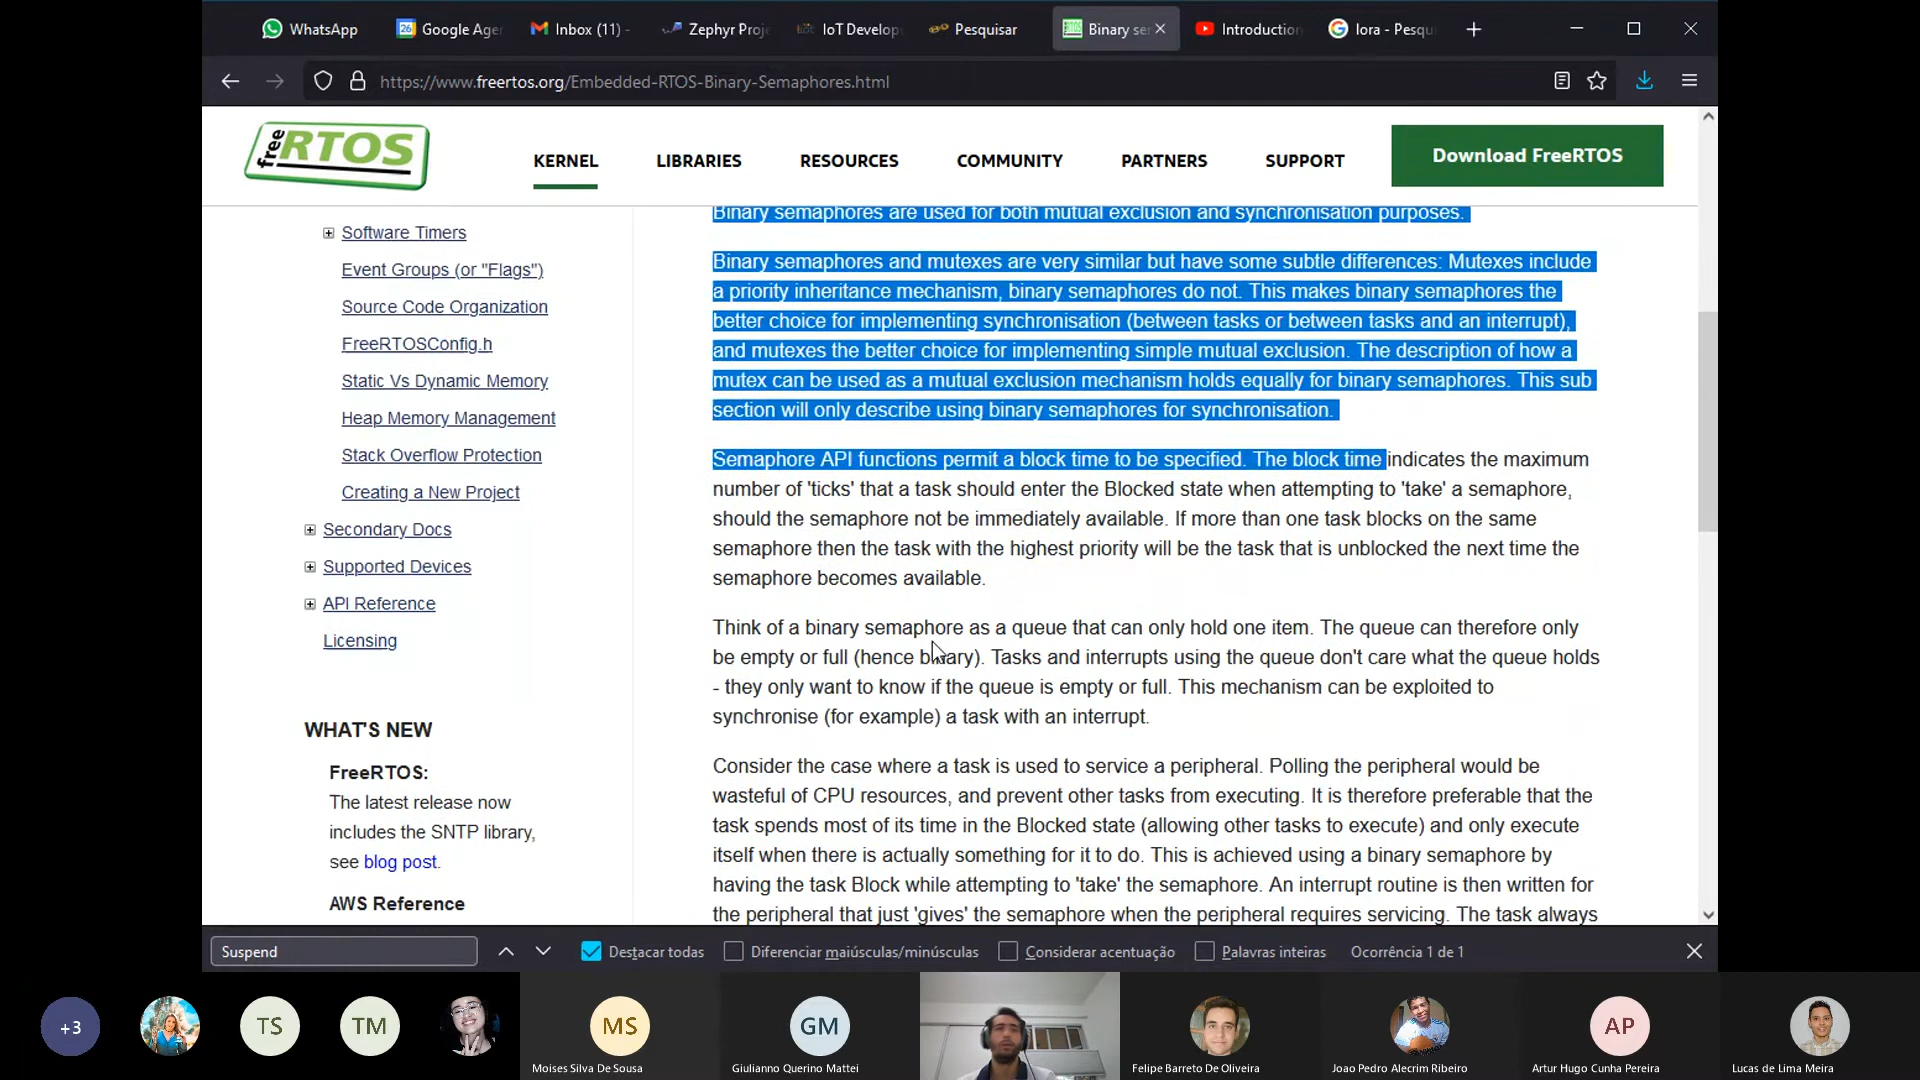 WhatsApp
Google Age
Inbox (11) -
Zephyr Proj
IoT Develop
Pesquisar
Binary se
Introduction
lora - Pesqu
https://www.freertos.org/Embedded-RTOS-Binary-Semaphores.html
free RTOS
KERNEL
LIBRARIES
RESOURCES
COMMUNITY
PARTNERS
SUPPORT
Download FreeRTOS
Software Timers
Event Groups (or "Flags")
Source Code Organization
FreeRTOSConfig.h
Static Vs Dynamic Memory
Heap Memory Management
Stack Overflow Protection
Creating a New Project
Secondary Docs
Supported Devices
API Reference
Licensing
WHAT'S NEW
FreeRTOS:
The latest release now
includes the SNTP library,
see blog post.
AWS Reference
Binary semaphores are used for both mutual exclusion and synchronisation purposes.
Binary semaphores and mutexes are very similar but have some subtle differences: Mutexes include
a priority inheritance mechanism, binary semaphores do not. This makes binary semaphores the
better choice for implementing synchronisation (between tasks or between tasks and an interrupt),
and mutexes the better choice for implementing simple mutual exclusion. The description of how a
mutex can be used as a mutual exclusion mechanism holds equally for binary semaphores. This sub
section will only describe using binary semaphores for synchronisation.
Semaphore API functions permit a block time to be specified. The block time indicates the maximum
number of 'ticks' that a task should enter the Blocked state when attempting to 'take' a semaphore,
should the semaphore not be immediately available. If more than one task blocks on the same
semaphore then the task with the highest priority will be the task that is unblocked the next time the
semaphore becomes available.
Think of a binary semaphore as a queue that can only hold one item. The queue can therefore only
be empty or full (hence binary). Tasks and interrupts using the queue don't care what the queue holds
- they only want to know if the queue is empty or full. This mechanism can be exploited to
synchronise (for example) a task with an interrupt.
Consider the case where a task is used to service a peripheral. Polling the peripheral would be
wasteful of CPU resources, and prevent other tasks from executing. It is therefore preferable that the
task spends most of its time in the Blocked state (allowing other tasks to execute) and only execute
itself when there is actually something for it to do. This is achieved using a binary semaphore by
having the task Block while attempting to 'take' the semaphore. An interrupt routine is then written for
the peripheral that just 'gives' the semaphore when the peripheral requires servicing. The task always
Suspend
Destacar todas
Diferenciar maiúsculas/minúsculas
Considerar acentuação
Palavras inteiras
Ocorrência 1 de 1
+3
TS
TM
MS
GM
AP
Moises Silva De Sousa
Giulianno Querino Mattei
Felipe Barreto De Oliveira
Joao Pedro Alecrim Ribeiro
Artur Hugo Cunha Pereira
Lucas de Lima Meira